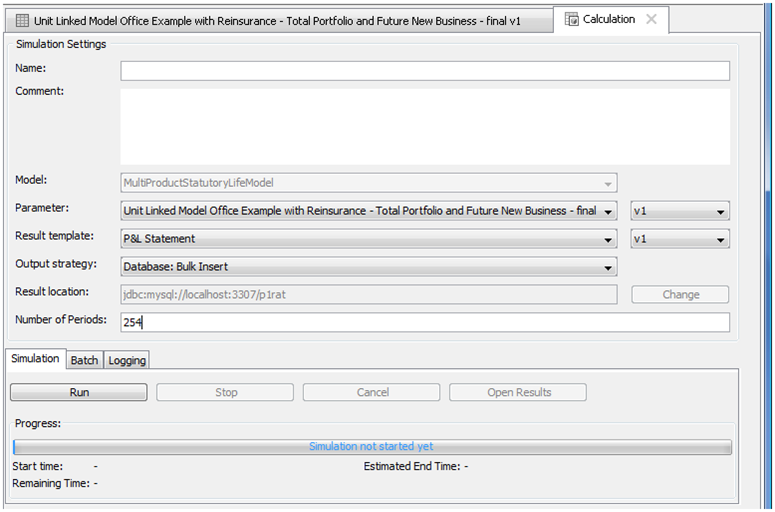 Unit Linked Model Office Example with Reinsurance - Total Portfolio and Future New Business - final v1
Calculation
Simulation Settings
Name:
Comment:
Model: MultiProductStatutoryLifeModel
Parameter: Unit Linked Model Office Example with Reinsurance - Total Portfolio and Future New Business - final v1
Result template: P&L Statement v1
Output strategy: Database: Bulk Insert
Result location: jdbc:mysql://localhost:3307/p1rat Change
Number of Periods: 254
Simulation Batch Logging
Run Stop Cancel Open Results
Progress:
Simulation not started yet
Start time: - Estimated End Time: -
Remaining Time: -